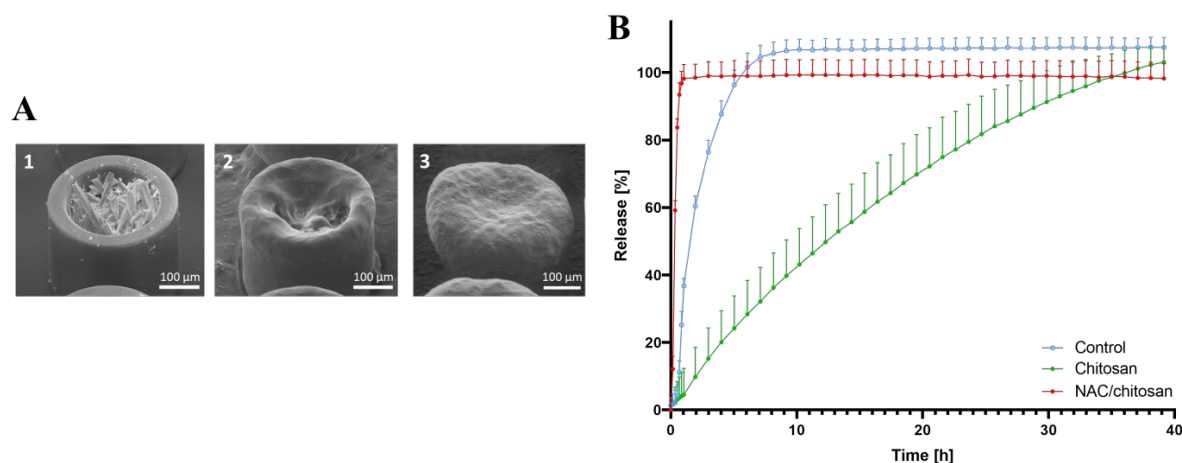 A
1
2
3
100 μm
100 μm
100 μm
B
Release [%]
100
80
60
40
20
0
0 10 20 30 40
Time [h]
Control
Chitosan
NAC/chitosan